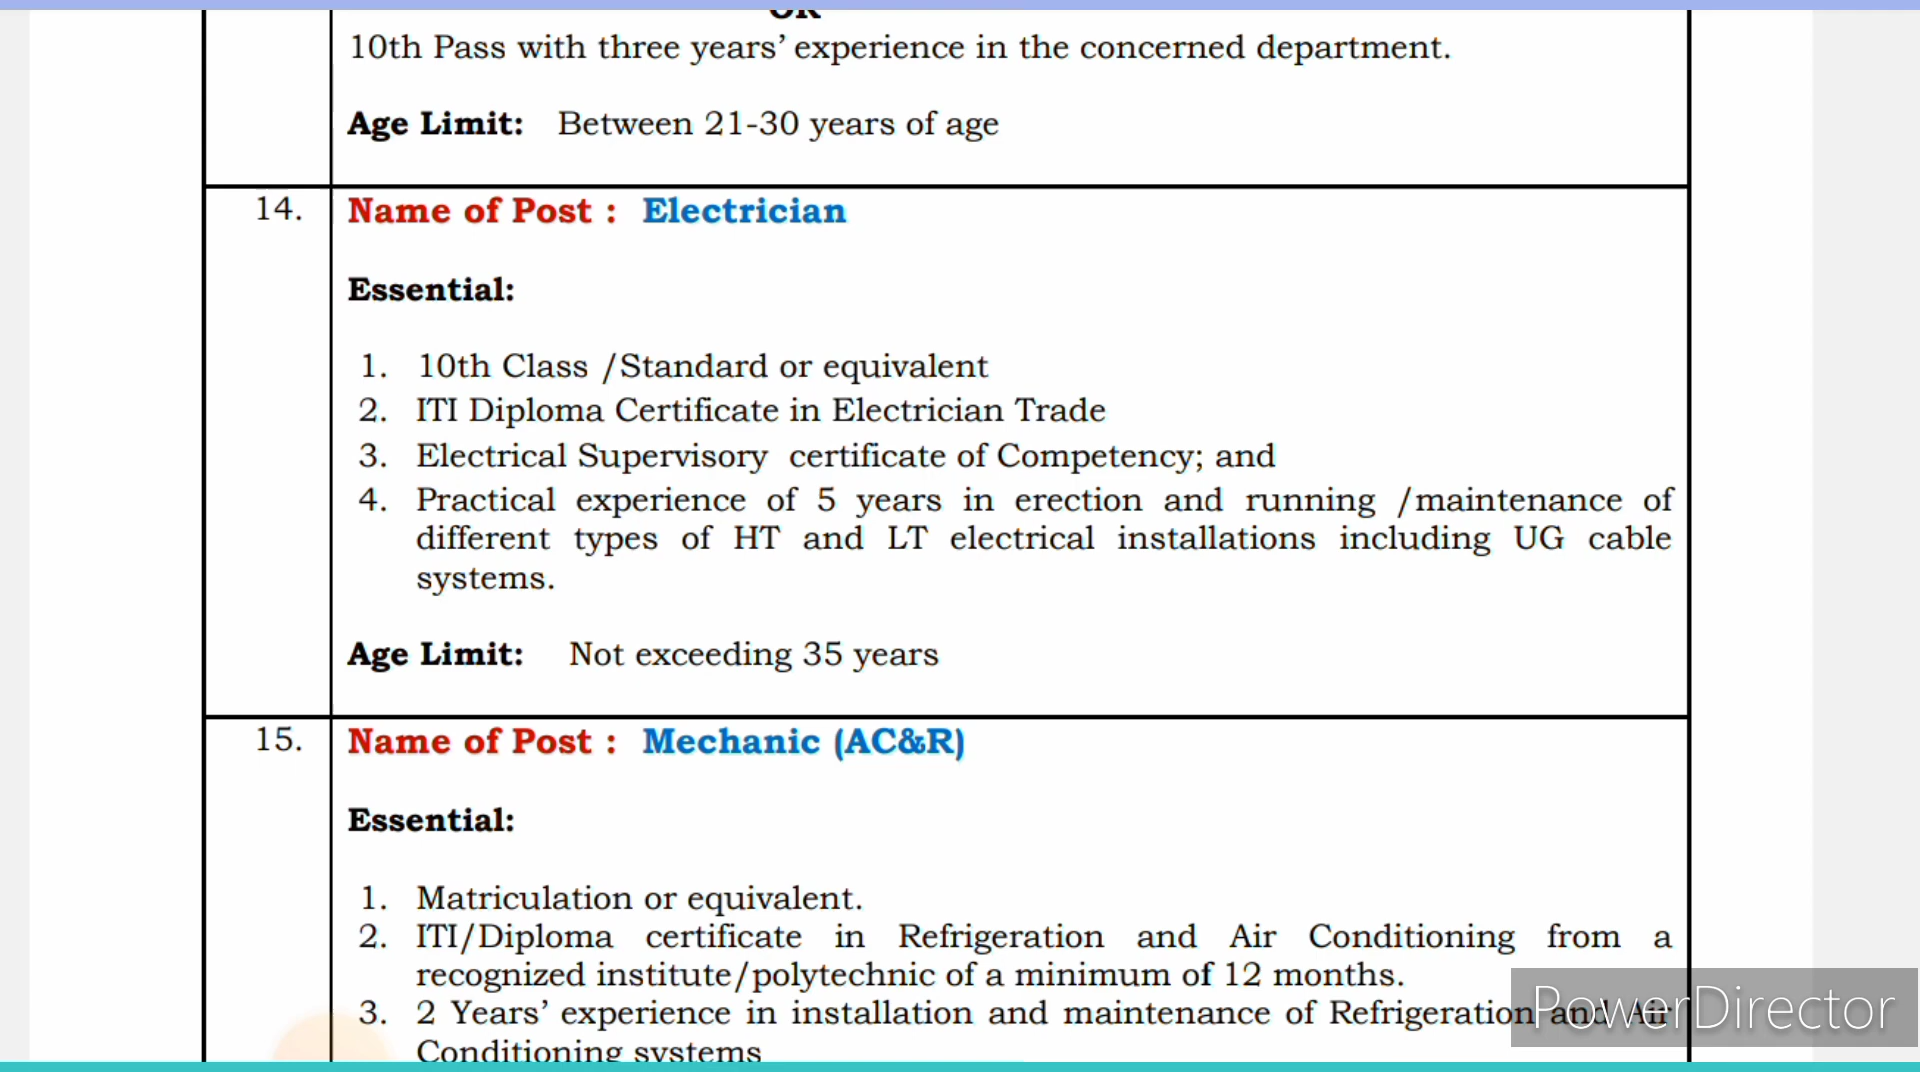 OR
10th Pass with three years’ experience in the concerned department.
Age Limit: Between 21-30 years of age
14. Name of Post : Electrician
Essential:
1. 10th Class /Standard or equivalent
2. ITI Diploma Certificate in Electrician Trade
3. Electrical Supervisory certificate of Competency; and
4. Practical experience of 5 years in erection and running /maintenance of
different types of HT and LT electrical installations including UG cable
systems.
Age Limit: Not exceeding 35 years
15. Name of Post : Mechanic (AC&R)
Essential:
1. Matriculation or equivalent.
2. ITI/Diploma certificate in Refrigeration and Air Conditioning from a
recognized institute/polytechnic of a minimum of 12 months.
3. 2 Years’ experience in installation and maintenance of Refrigeration and Air
Conditioning systems
PowerDirector